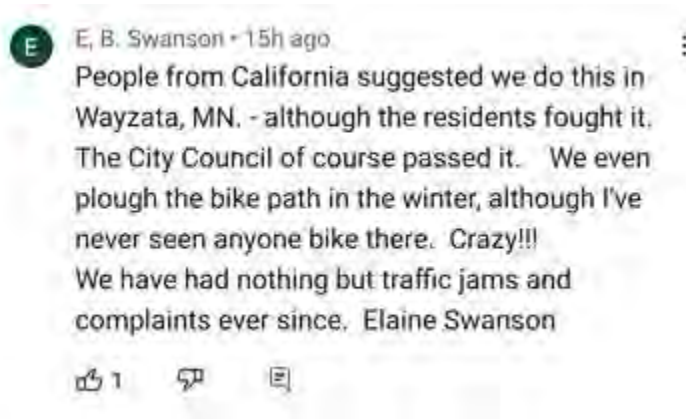 E
E, B. Swanson • 15h ago
People from California suggested we do this in
Wayzata, MN. - although the residents fought it.
The City Council of course passed it. We even
plough the bike path in the winter, although I've
never seen anyone bike there. Crazy!!!
We have had nothing but traffic jams and
complaints ever since. Elaine Swanson
1